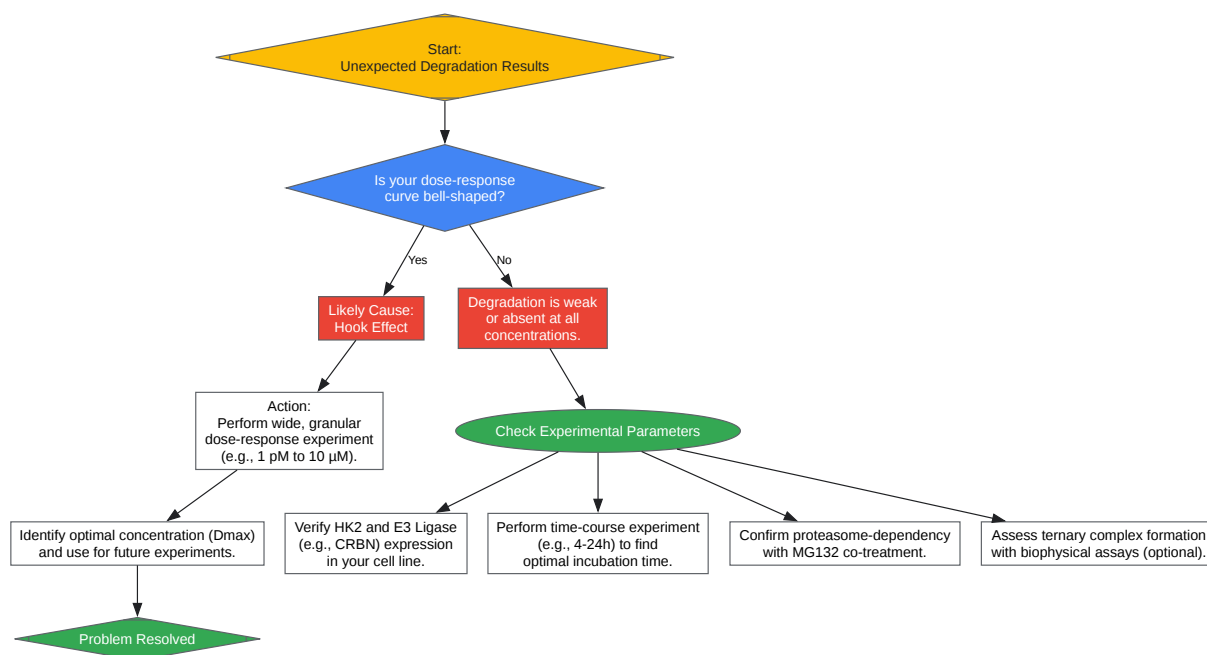 Start:
Unexpected Degradation Results
Is your dose-response
curve bell-shaped?
Yes
No
Likely Cause:
Hook Effect
Degradation is weak
or absent at all
concentrations.
Action:
Perform wide, granular
dose-response experiment
(e.g., 1 pM to 10 µM).
Check Experimental Parameters
Identify optimal concentration (Dmax)
and use for future experiments.
Verify HK2 and E3 Ligase
(e.g., CRBN) expression
in your cell line.
Perform time-course experiment
(e.g., 4-24h) to find
optimal incubation time.
Confirm proteasome-dependency
with MG132 co-treatment.
Assess ternary complex formation
with biophysical assays (optional).
Problem Resolved